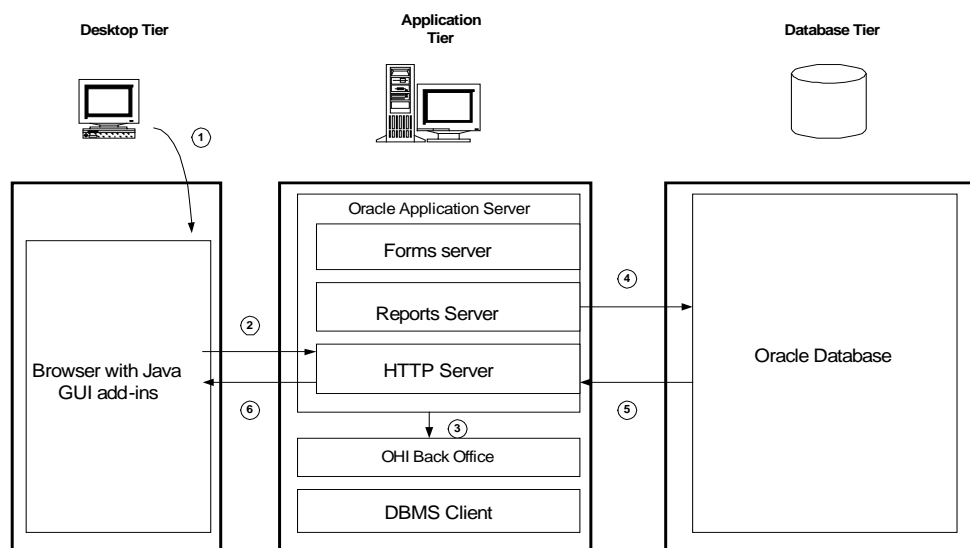 Desktop Tier
Application
Tier
Database Tier
1
Oracle Application Server
Forms server
4
Reports Server
2
HTTP Server
Browser with Java
GUI add-ins
Oracle Database
6
5
3
OHI Back Office
DBMS Client